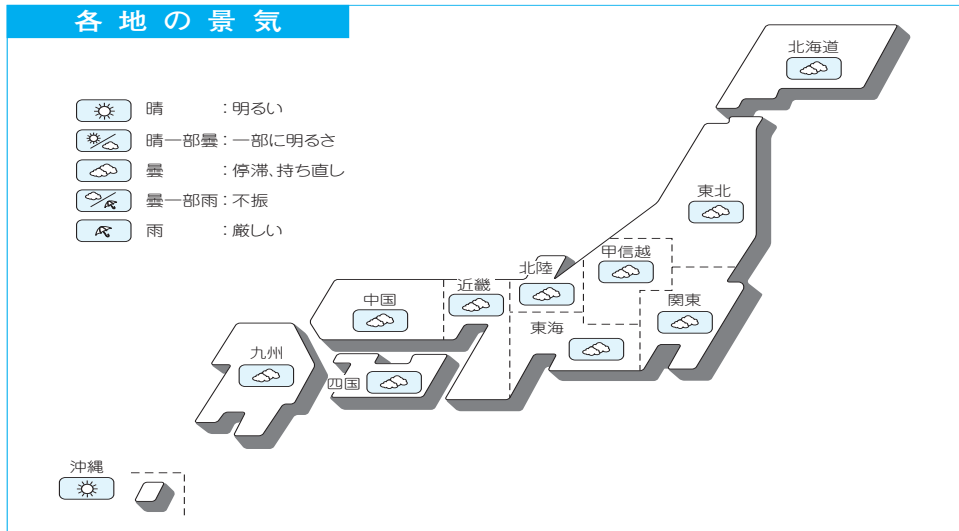 各地の景気
北海道
晴　　　：明るい
晴一部曇：一部に明るさ
曇　　　：停滞、持ち直し
曇一部雨：不振
雨　　　：厳しい
東北
甲信越
北陸
近畿
中国
関東
東海
九州
四国
沖縄